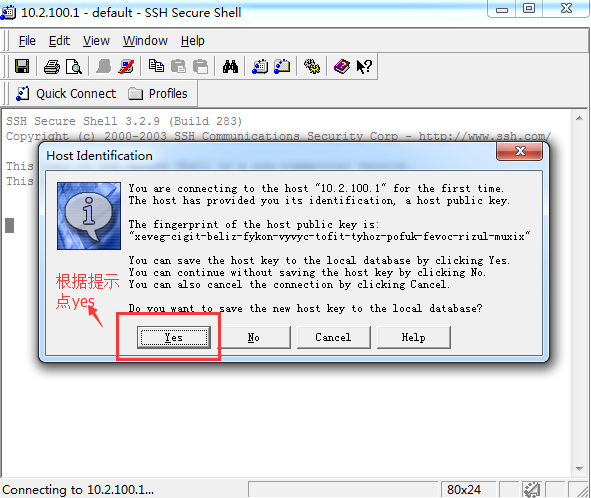 10.2.100.1 - default - SSH Secure Shell
File Edit View Window Help
Quick Connect Profiles
SSH Secure Shell 3.2.9 (Build 283)
Copyright (c) 2000-2003 SSH Communications Security Corp - http://www.ssh.com/
This
This
Host Identification
You are connecting to the host "10.2.100.1" for the first time.
The host has provided you its identification, a host public key.
The fingerprint of the host public key is:
"xeveg-cigit-beliz-fykon-vyvyc-tofit-tyhoz-pofuk-fevoc-rizul-muxix"
You can save the host key to the local database by clicking Yes.
You can continue without saving the host key by clicking No.
You can also cancel the connection by clicking Cancel.
Do you want to save the new host key to the local database?
根据提示
点yes
Yes No Cancel Help
Connecting to 10.2.100.1... 80x24